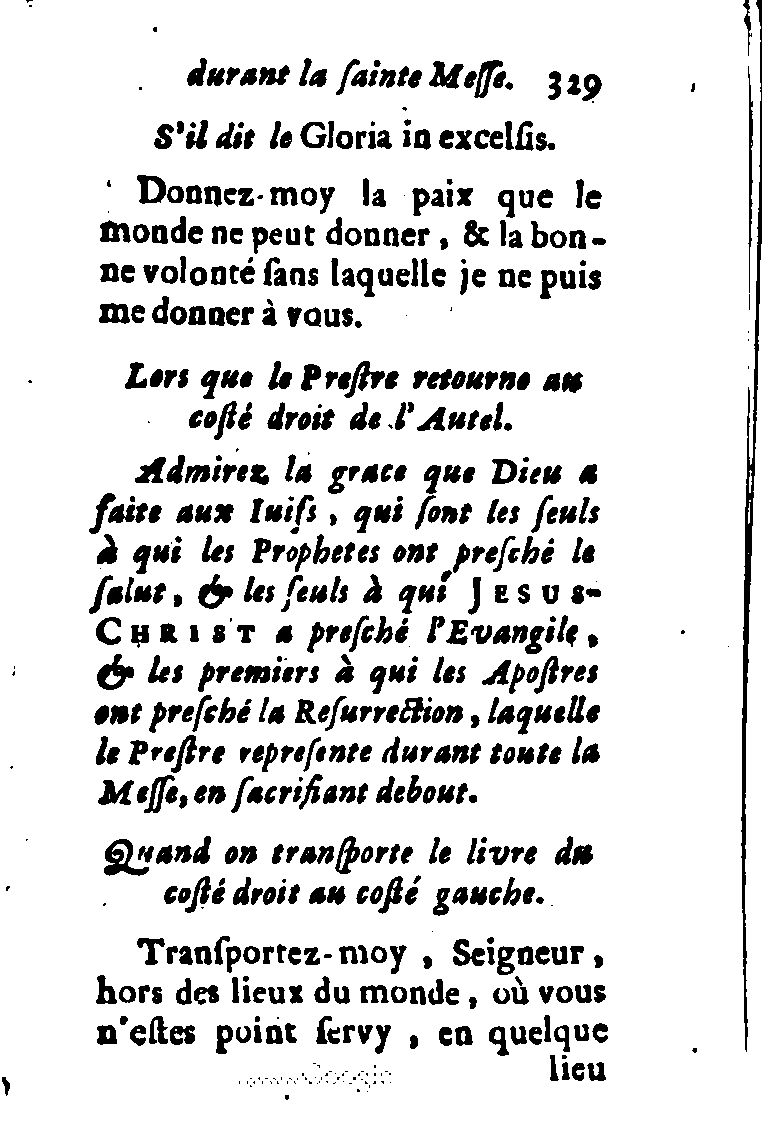 durant la ſainte Meſſe. 329
S'il dit le Gloria in excelſis.
Donnez-moy la paix que le
monde ne peut donner, & la bon-
ne volonté ſans laquelle je ne puis
me donner à vous.
Lors que le Preſtre retourne au
coſté droit de l'Autel.
Admirez la grace que Dieu a
faite aux Iuifs, qui ſont les ſeuls
à qui les Prophetes ont preſché le
ſalut, & les ſeuls à qui JESUS-
CHRIST a preſché l'Evangile,
& les premiers à qui les Apoſtres
ont preſché la Reſurrection, laquelle
le Preſtre repreſente durant toute la
Meſſe, en ſacrifiant debout.
Quand on tranſporte le livre du
coſté droit au coſté gauche.
Tranſportez-moy, Seigneur,
hors des lieux du monde, où vous
n'eſtes point ſervy, en quelque
lieu
Google